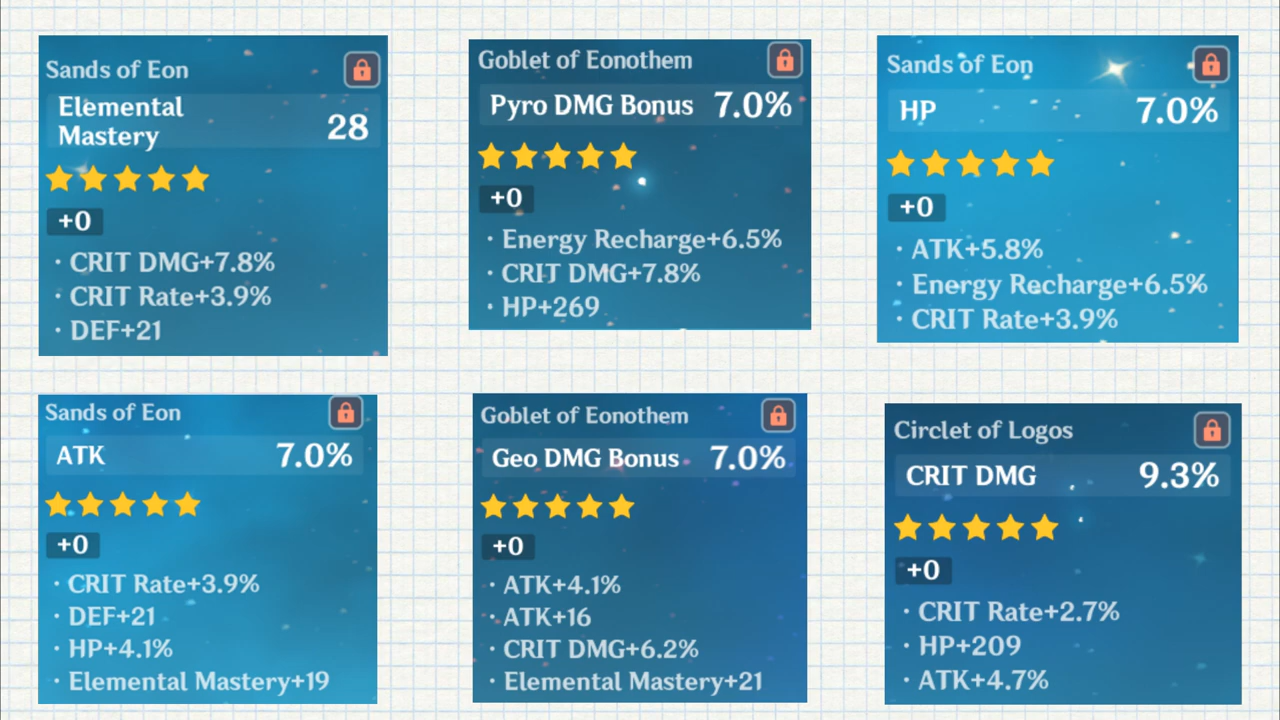 Sands of Eon
Elemental
Mastery 28
+0
· CRIT DMG+7.8%
· CRIT Rate+3.9%
· DEF+21
Goblet of Eonothem
Pyro DMG Bonus 7.0%
+0
· Energy Recharge+6.5%
· CRIT DMG+7.8%
· HP+269
Sands of Eon
HP 7.0%
+0
· ATK+5.8%
· Energy Recharge+6.5%
· CRIT Rate+3.9%
Sands of Eon
ATK 7.0%
+0
· CRIT Rate+3.9%
· DEF+21
· HP+4.1%
· Elemental Mastery+19
Goblet of Eonothem
Geo DMG Bonus 7.0%
+0
· ATK+4.1%
· ATK+16
· CRIT DMG+6.2%
· Elemental Mastery+21
Circlet of Logos
CRIT DMG 9.3%
+0
· CRIT Rate+2.7%
· HP+209
· ATK+4.7%